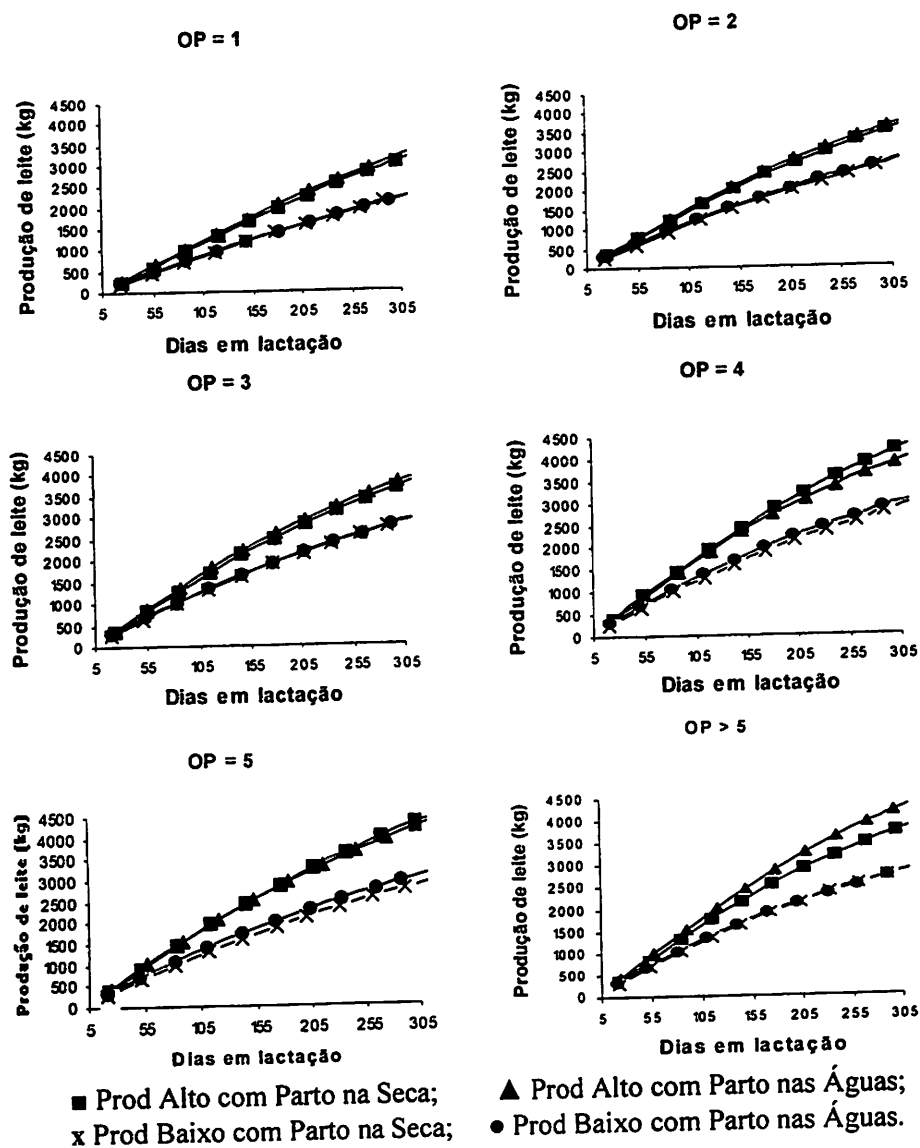 OP = 1
OP = 2
Produção de leite (kg)
4500
4000
3500
3000
2500
2000
1500
1000
500
0
5 55 105 155 205 255 305
Dias em lactação
Produção de leite (kg)
4500
4000
3500
3000
2500
2000
1500
1000
500
0
5 55 105 155 205 255 305
Dias em lactação
OP = 3
OP = 4
Produção de leite (kg)
4500
4000
3500
3000
2500
2000
1500
1000
500
0
5 55 105 155 205 255 305
Dias em lactação
Produção de leite (kg)
4500
4000
3500
3000
2500
2000
1500
1000
500
0
5 55 105 155 205 255 305
Dias em lactação
OP = 5
OP > 5
Produção de leite (kg)
4500
4000
3500
3000
2500
2000
1500
1000
500
0
5 55 105 155 205 255 305
Dias em lactação
Produção de leite (kg)
4500
4000
3500
3000
2500
2000
1500
1000
500
0
5 55 105 155 205 255 305
Dias em lactação
■ Prod Alto com Parto na Seca; ▲ Prod Alto com Parto nas Águas;
x Prod Baixo com Parto na Seca; ● Prod Baixo com Parto nas Águas.